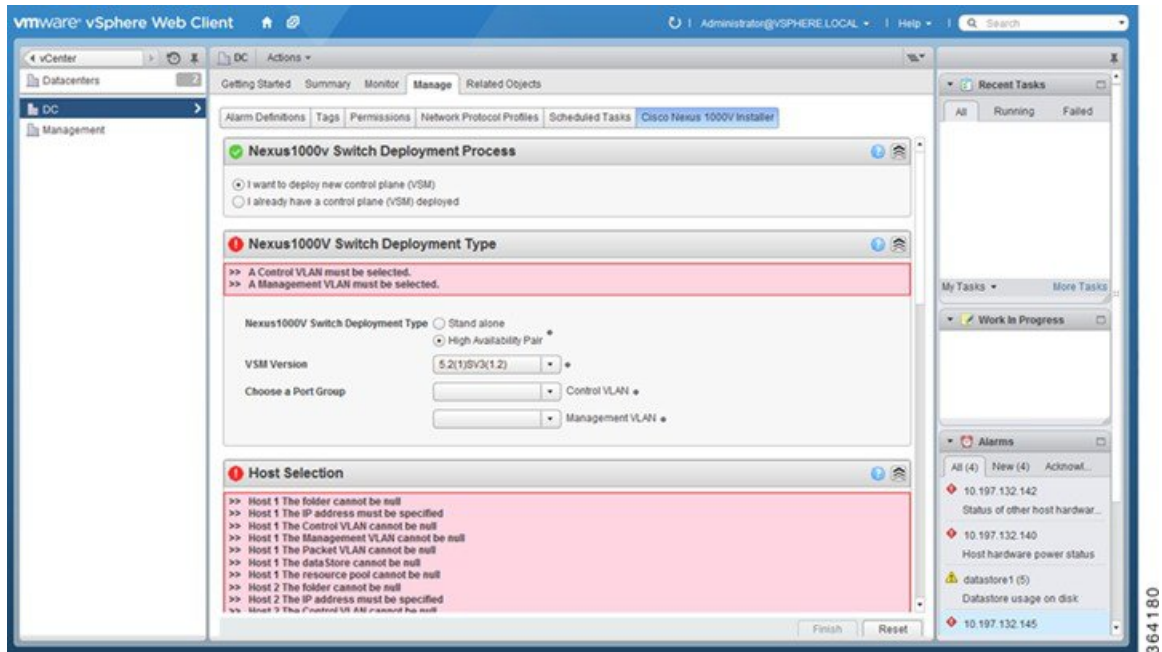 vmware® vSphere Web Client
Administrator@VSPHERE.LOCAL
Help
Search
vCenter
Datacenters 2
DC
Management
DC Actions
Getting Started Summary Monitor Manage Related Objects
Alarm Definitions Tags Permissions Network Protocol Profiles Scheduled Tasks Cisco Nexus 1000V Installer
Nexus1000v Switch Deployment Process
I want to deploy new control plane (VSM)
I already have a control plane (VSM) deployed
Nexus1000V Switch Deployment Type
>> A Control VLAN must be selected.
>> A Management VLAN must be selected.
Nexus1000V Switch Deployment Type Stand alone
High Availability Pair
VSM Version 5.2(1)SV3(1.2)
Choose a Port Group Control VLAN
Management VLAN
Host Selection
>> Host 1 The folder cannot be null
>> Host 1 The IP address must be specified
>> Host 1 The Control VLAN cannot be null
>> Host 1 The Management VLAN cannot be null
>> Host 1 The Packet VLAN cannot be null
>> Host 1 The dataStore cannot be null
>> Host 1 The resource pool cannot be null
>> Host 2 The folder cannot be null
>> Host 2 The IP address must be specified
>> Host 2 The Control VLAN cannot be null
Finish Reset
Recent Tasks
All Running Failed
My Tasks More Tasks
Work In Progress
Alarms
All (4) New (4) Acknowl...
10.197.132.142
Status of other host hardwar...
10.197.132.140
Host hardware power status
datastore1 (5)
Datastore usage on disk
10.197.132.145
364180